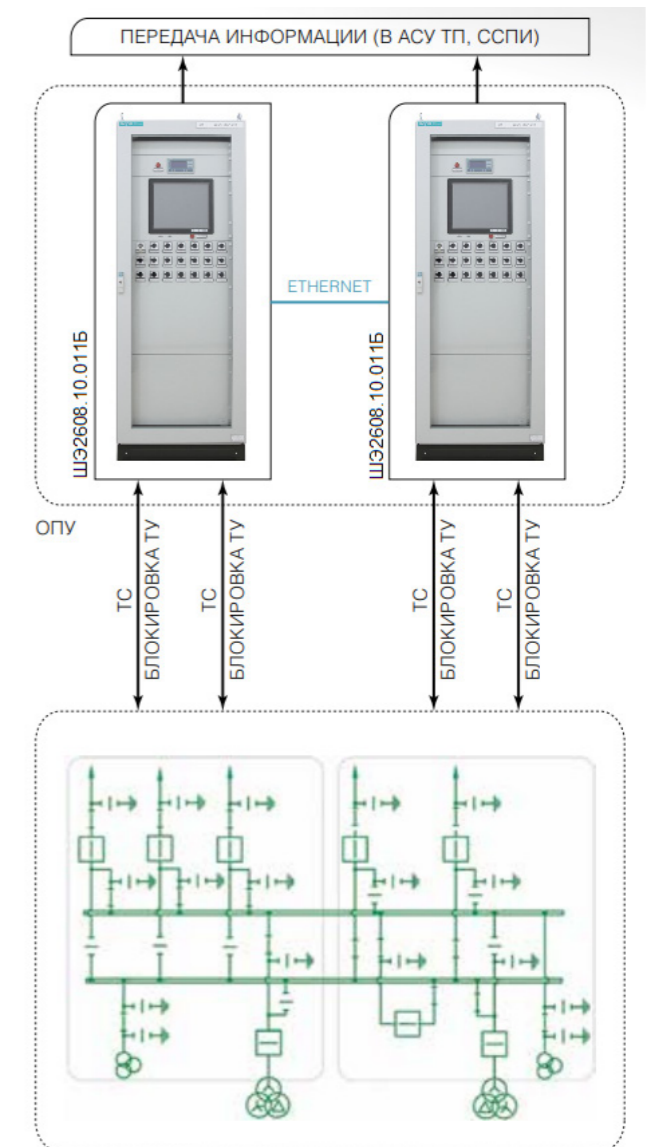 ПЕРЕДАЧА ИНФОРМАЦИИ (В АСУ ТП, ССПИ)
ETHERNET
ШЭ2608.10.011Б
ШЭ2608.10.011Б
ОПУ
ТС
БЛОКИРОВКА ТУ
ТС
БЛОКИРОВКА ТУ
ТС
БЛОКИРОВКА ТУ
ТС
БЛОКИРОВКА ТУ